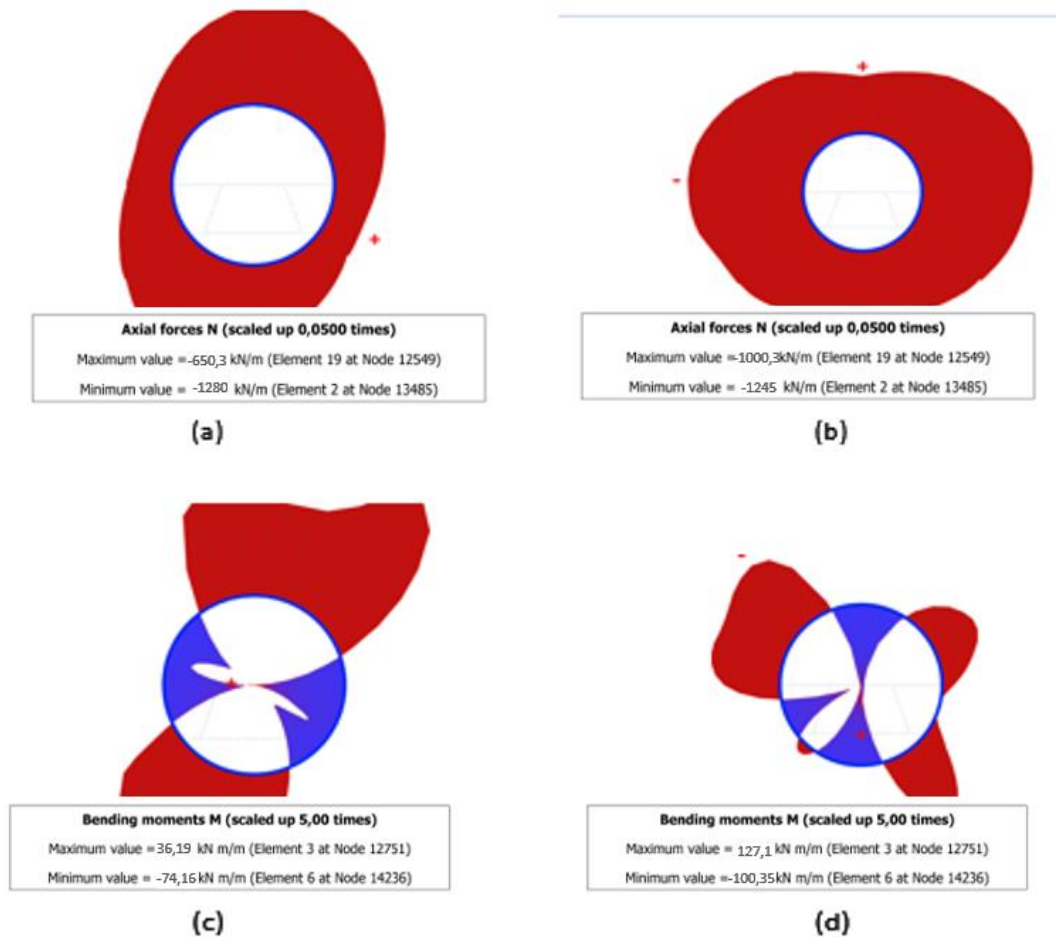 Axial forces N (scaled up 0,0500 times)
Maximum value =-650,3 kN/m (Element 19 at Node 12549)
Minimum value = -1280 kN/m (Element 2 at Node 13485)
(a)
Axial forces N (scaled up 0,0500 times)
Maximum value =-1000,3kN/m (Element 19 at Node 12549)
Minimum value = -1245 kN/m (Element 2 at Node 13485)
(b)
Bending moments M (scaled up 5,00 times)
Maximum value = 36,19 kN m/m (Element 3 at Node 12751)
Minimum value = -74,16 kN m/m (Element 6 at Node 14236)
(c)
Bending moments M (scaled up 5,00 times)
Maximum value = 127,1 kN m/m (Element 3 at Node 12751)
Minimum value =-100,35kN m/m (Element 6 at Node 14236)
(d)